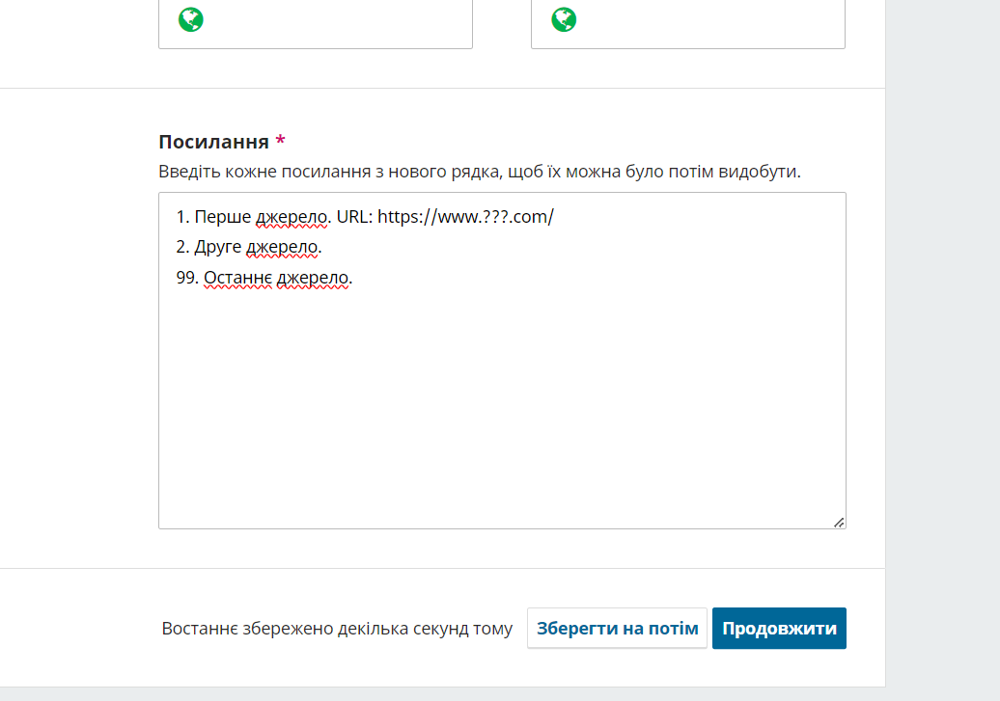 Посилання *
Введіть кожне посилання з нового рядка, щоб їх можна було потім видобути.
1. Перше джерело. URL: https://www.???.com/
2. Друге джерело.
99. Останнє джерело.
Востаннє збережено декілька секунд тому
Зберегти на потім
Продовжити